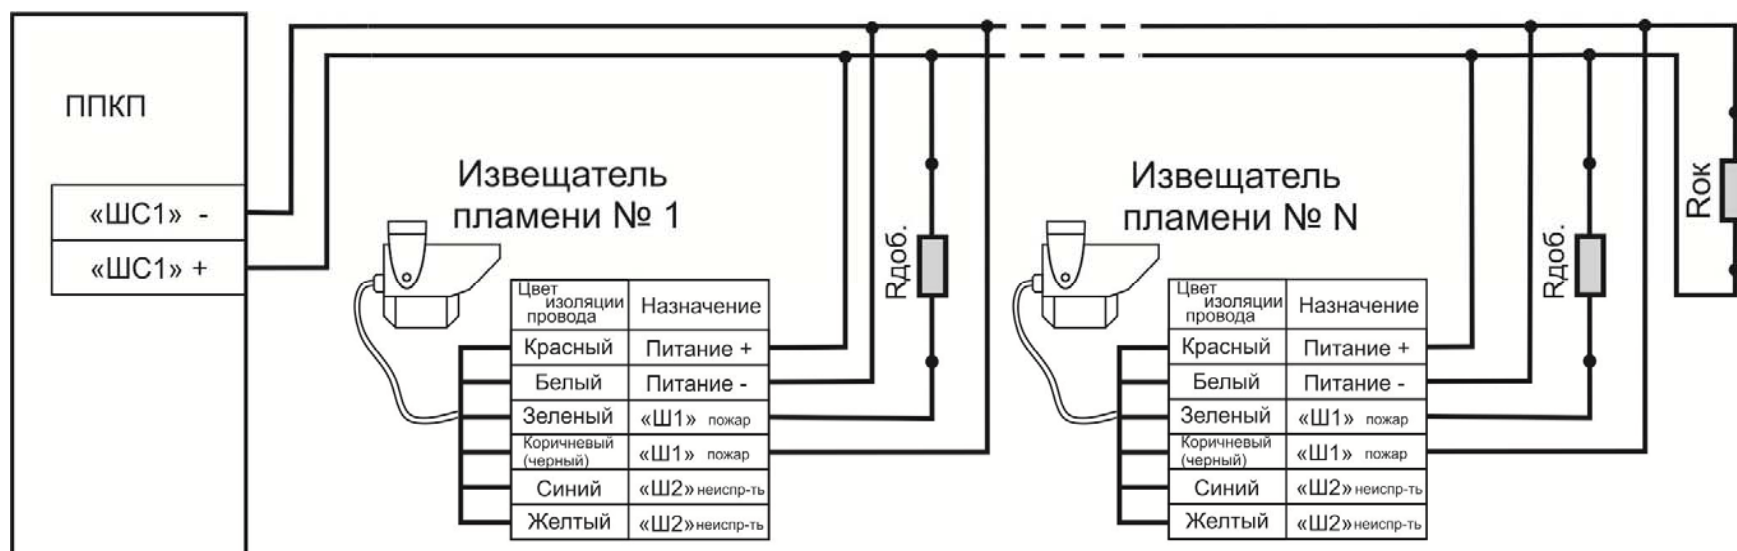 ППКП
«ШС1» -
«ШС1» +
Извещатель
пламени № 1
Rдоб.
Цвет
изоляции
провода
Назначение
Красный
Питание +
Белый
Питание -
Зеленый
«Ш1» пожар
Коричневый
(черный)
«Ш1» пожар
Синий
«Ш2» неиспр-ть
Желтый
«Ш2» неиспр-ть
Извещатель
пламени № N
Rдоб.
Rок
Цвет
изоляции
провода
Назначение
Красный
Питание +
Белый
Питание -
Зеленый
«Ш1» пожар
Коричневый
(черный)
«Ш1» пожар
Синий
«Ш2» неиспр-ть
Желтый
«Ш2» неиспр-ть